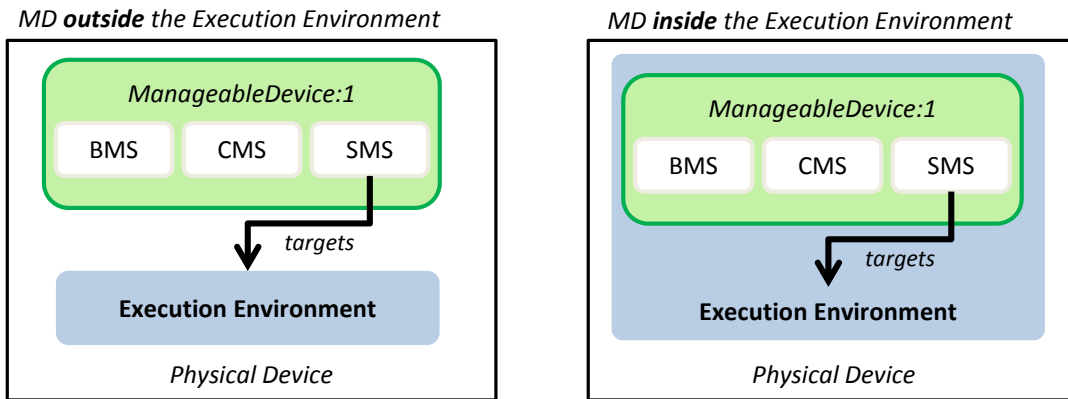 MD outside the Execution Environment
ManageableDevice:1
BMS CMS SMS
targets
Execution Environment
Physical Device
MD inside the Execution Environment
ManageableDevice:1
BMS CMS SMS
targets
Execution Environment
Physical Device